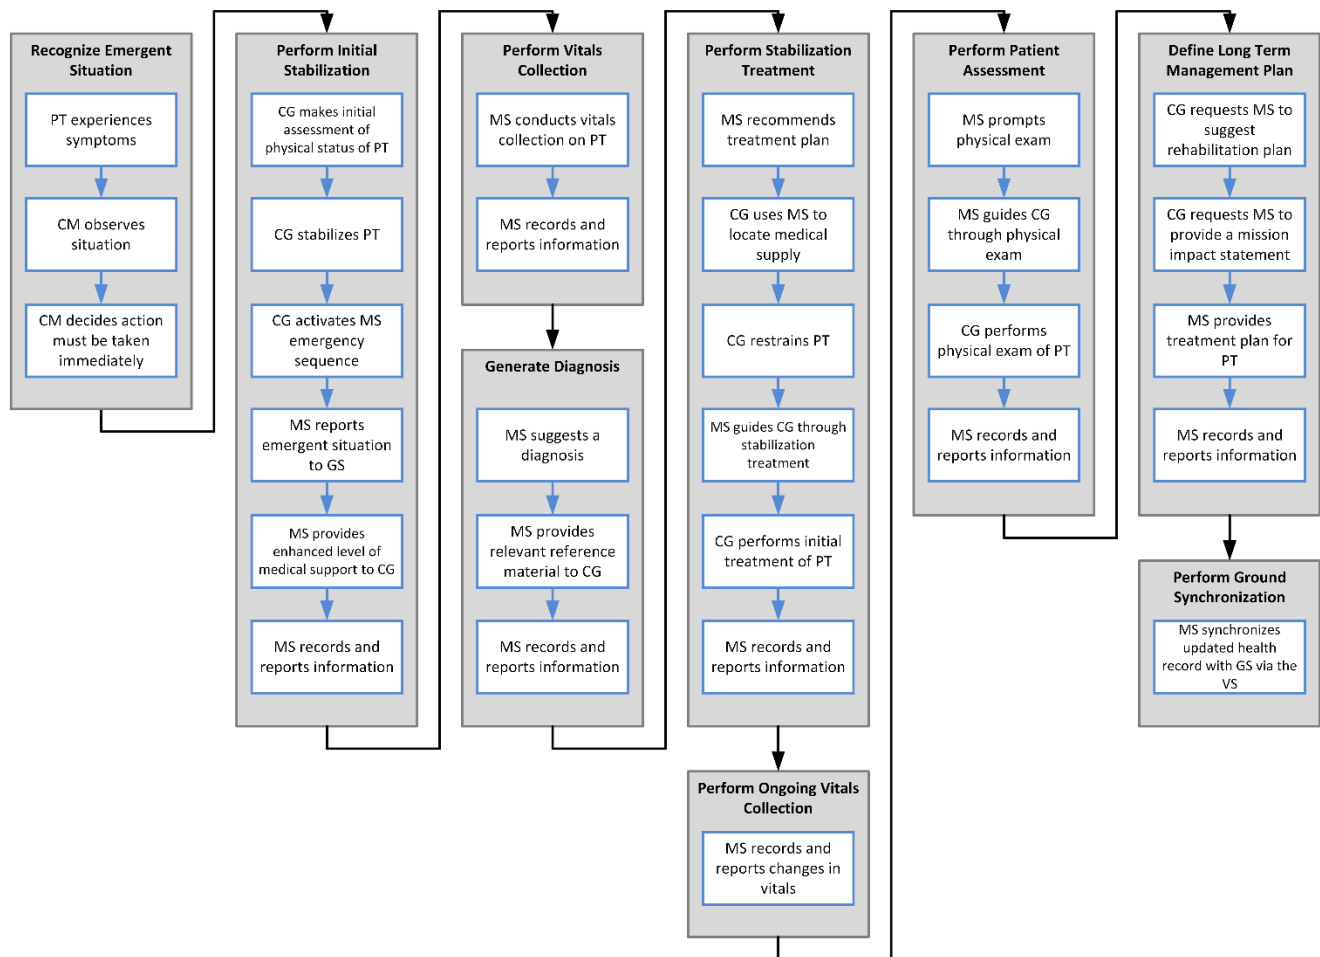 Recognize Emergent
Situation
PT experiences
symptoms
CM observes
situation
CM decides action
must be taken
immediately
Perform Initial
Stabilization
CG makes initial
assessment of
physical status of PT
CG stabilizes PT
CG activates MS
emergency
sequence
MS reports
emergent situation
to GS
MS provides
enhanced level of
medical support to CG
MS records and
reports information
Perform Vitals
Collection
MS conducts vitals
collection on PT
MS records and
reports information
Generate Diagnosis
MS suggests a
diagnosis
MS provides
relevant reference
material to CG
MS records and
reports information
Perform Stabilization
Treatment
MS recommends
treatment plan
CG uses MS to
locate medical
supply
CG restrains PT
MS guides CG through
stabilization
treatment
CG performs initial
treatment of PT
MS records and
reports information
Perform Ongoing Vitals
Collection
MS records and
reports changes in
vitals
Perform Patient
Assessment
MS prompts
physical exam
MS guides CG
through physical
exam
CG performs
physical exam of PT
MS records and
reports information
Define Long Term
Management Plan
CG requests MS to
suggest
rehabilitation plan
CG requests MS to
provide a mission
impact statement
MS provides
treatment plan for
PT
MS records and
reports information
Perform Ground
Synchronization
MS synchronizes
updated health
record with GS via the
VS